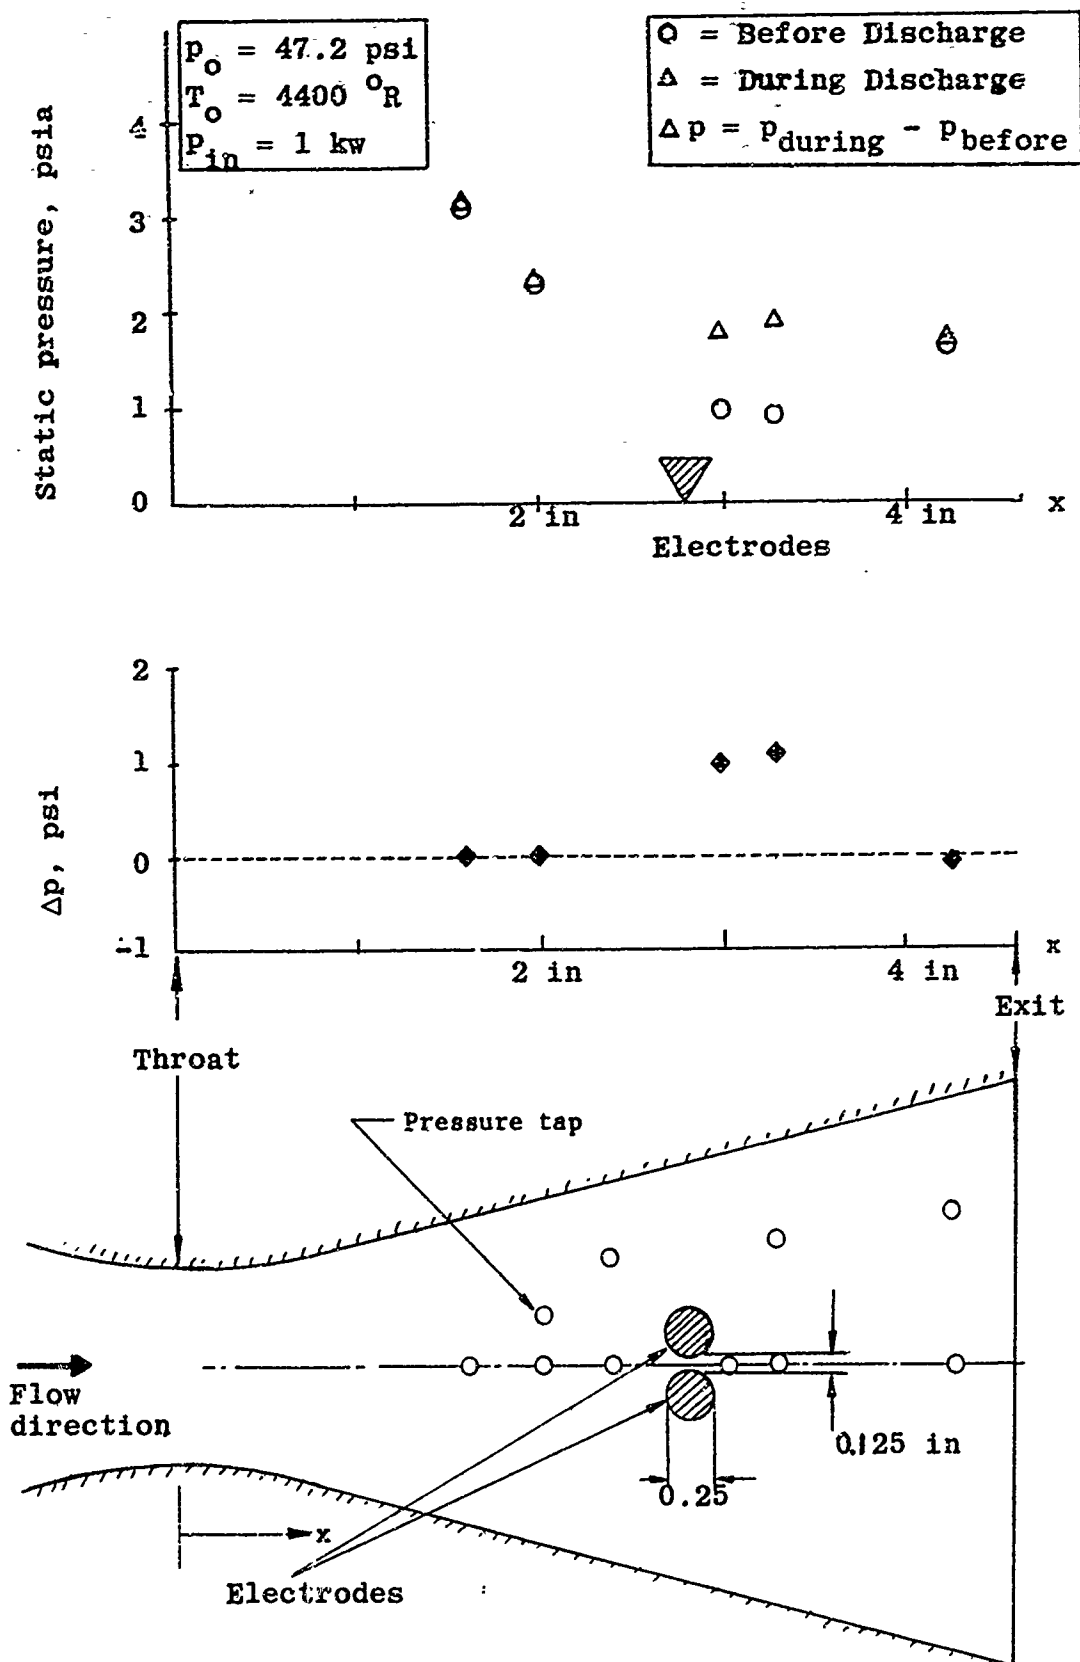 p_o = 47.2 psi
T_o = 4400 °R
p_in = 1 kw
O = Before Discharge
Δ = During Discharge
Δp = p_during - p_before
Static pressure, psia
4
3
2
1
0
2 in
4 in
x
Electrodes
Δp, psi
2
1
0
-1
2 in
4 in
x
Exit
Throat
Pressure tap
Flow
direction
0.125 in
0.25
x
Electrodes